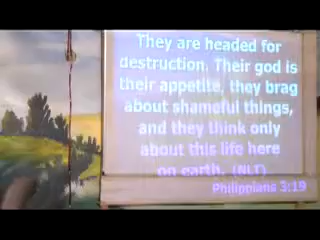 They are headed for
destruction. Their god is
their appetite, they brag
about shameful things,
and they think only
about this life here
on earth. (NLT)
Philippians 3:19